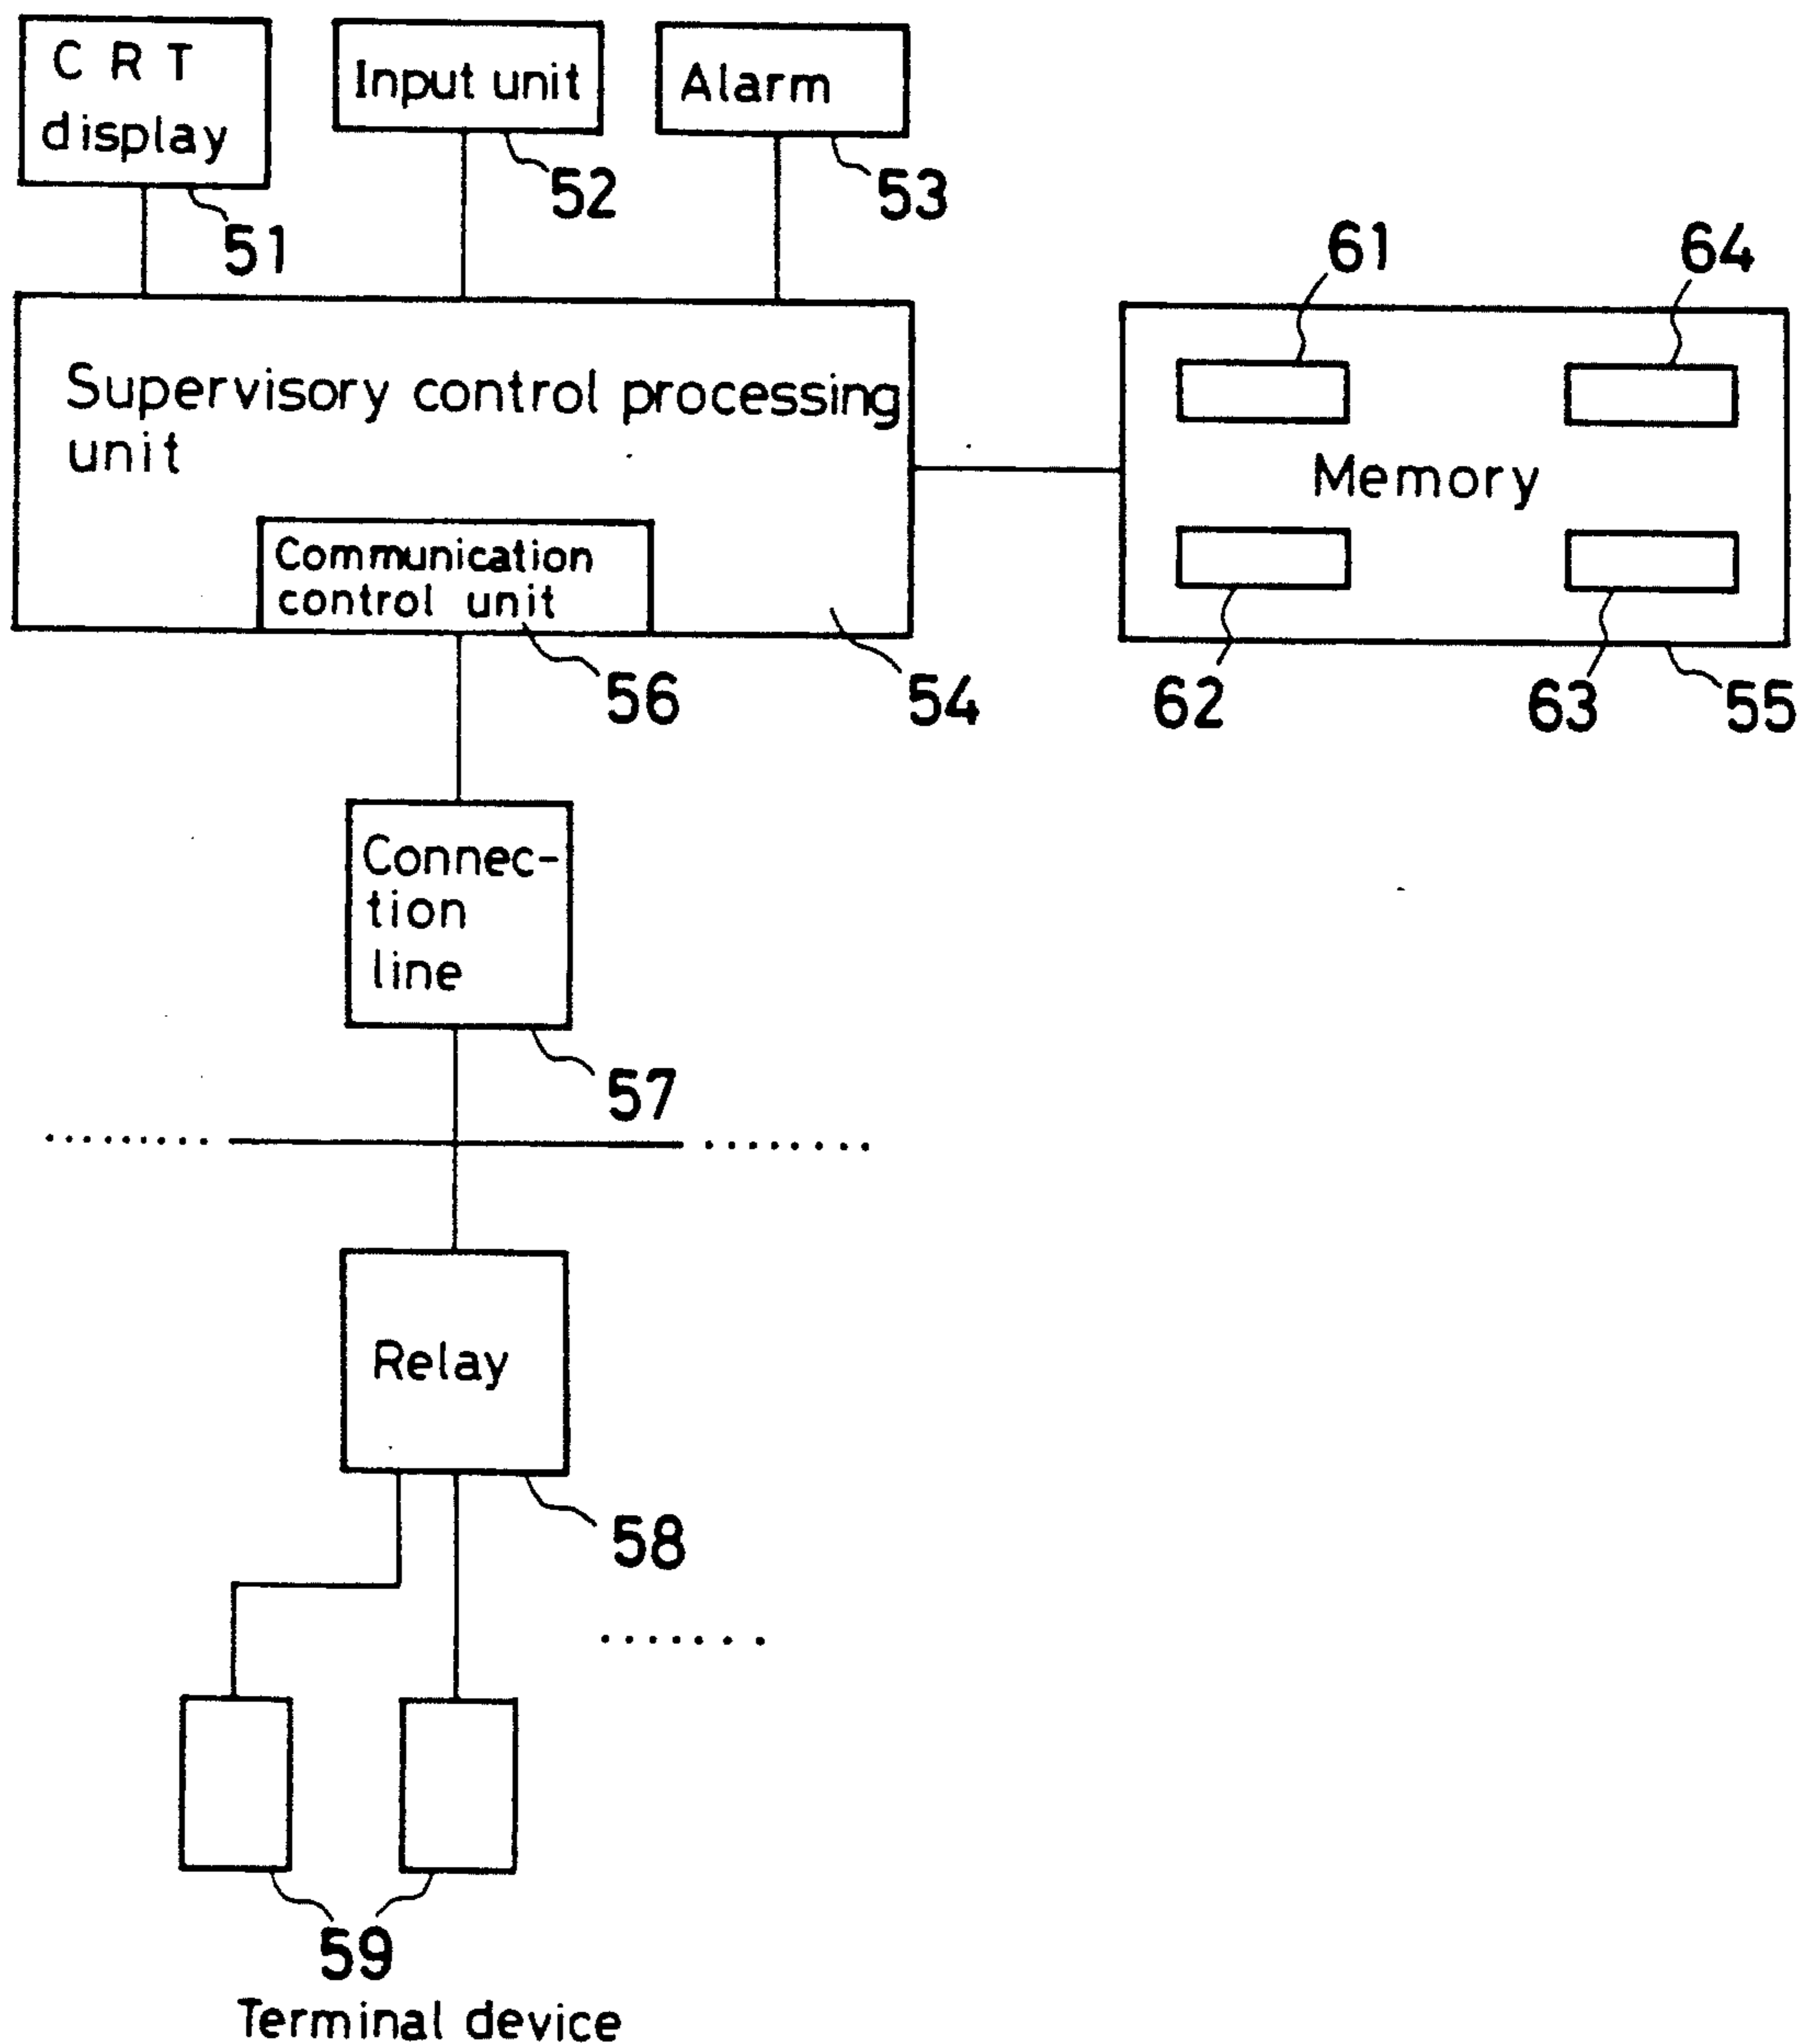 C R T
display
Input unit
Alarm
51
52
53
61
64
Supervisory control processing
unit
Memory
Communication
control unit
56
54
62
63
55
Connec-
tion
line
57
Relay
58
59
Terminal device